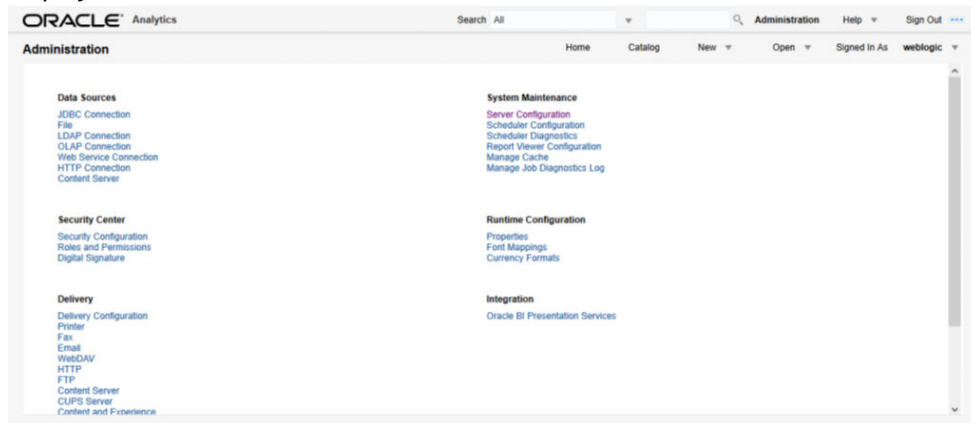 ORACLE Analytics
Search All
Administration Help Sign Out
Administration
Home Catalog New Open Signed In As weblogic
Data Sources
JDBC Connection
File
LDAP Connection
OLAP Connection
Web Service Connection
HTTP Connection
Content Server
System Maintenance
Server Configuration
Scheduler Configuration
Scheduler Diagnostics
Report Viewer Configuration
Manage Cache
Manage Job Diagnostics Log
Security Center
Security Configuration
Roles and Permissions
Digital Signature
Runtime Configuration
Properties
Font Mappings
Currency Formats
Delivery
Delivery Configuration
Printer
Fax
Email
WebDAV
HTTP
FTP
Content Server
CUPS Server
Content and Experience
Integration
Oracle BI Presentation Services